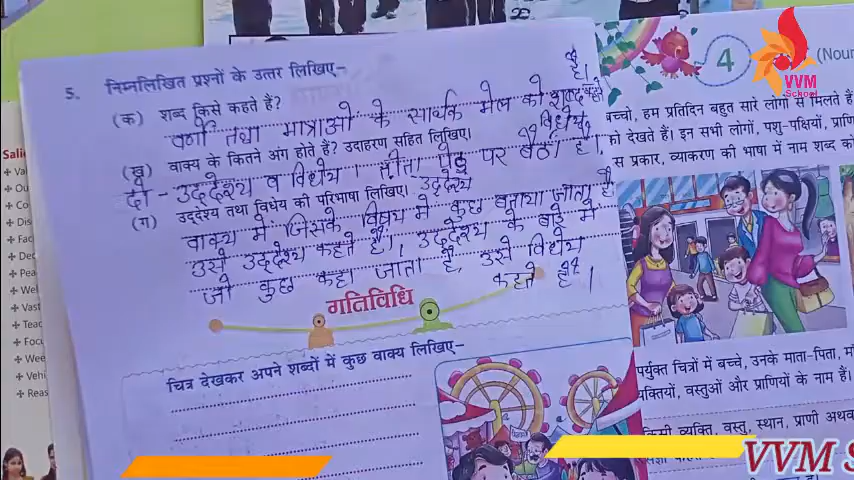 5. निम्नलिखित प्रश्नों के उत्तर लिखिए-
(क) शब्द किसे कहते हैं?
वर्णो तथा मात्राओ के सार्थक मेल को शब्द कहते है।
(ख) वाक्य के कितने अंग होते हैं? उदाहरण सहित लिखिए।
दो - उद्देश्य व विधेय। तोता पेड़ पर बैठा है।
उद्देश्य विधेय
(ग) उद्देश्य तथा विधेय की परिभाषा लिखिए।
वाक्य में जिसके विषय मे कुछ बताया जाता है
उसे उद्देश्य कहते है। उद्देश्य के बारे मे
जो कुछ कहा जाता है, उसे विधेय
कहते है।
गतिविधि
चित्र देखकर अपने शब्दों में कुछ वाक्य लिखिए-
4
(Noun
बच्चो, हम प्रतिदिन बहुत सारे लोगों से मिलते हैं
को देखते हैं। इन सभी लोगों, पशु-पक्षियों,
स प्रकार, व्याकरण की भाषा में नाम शब्द को
पर्युक्त चित्रों में बच्चे, उनके माता-पिता,
यक्तियों, वस्तुओं और प्राणियों के नाम हैं।
किसी व्यक्ति, वस्तु, स्थान, प्राणी अथवा
VVM
School
VVM S